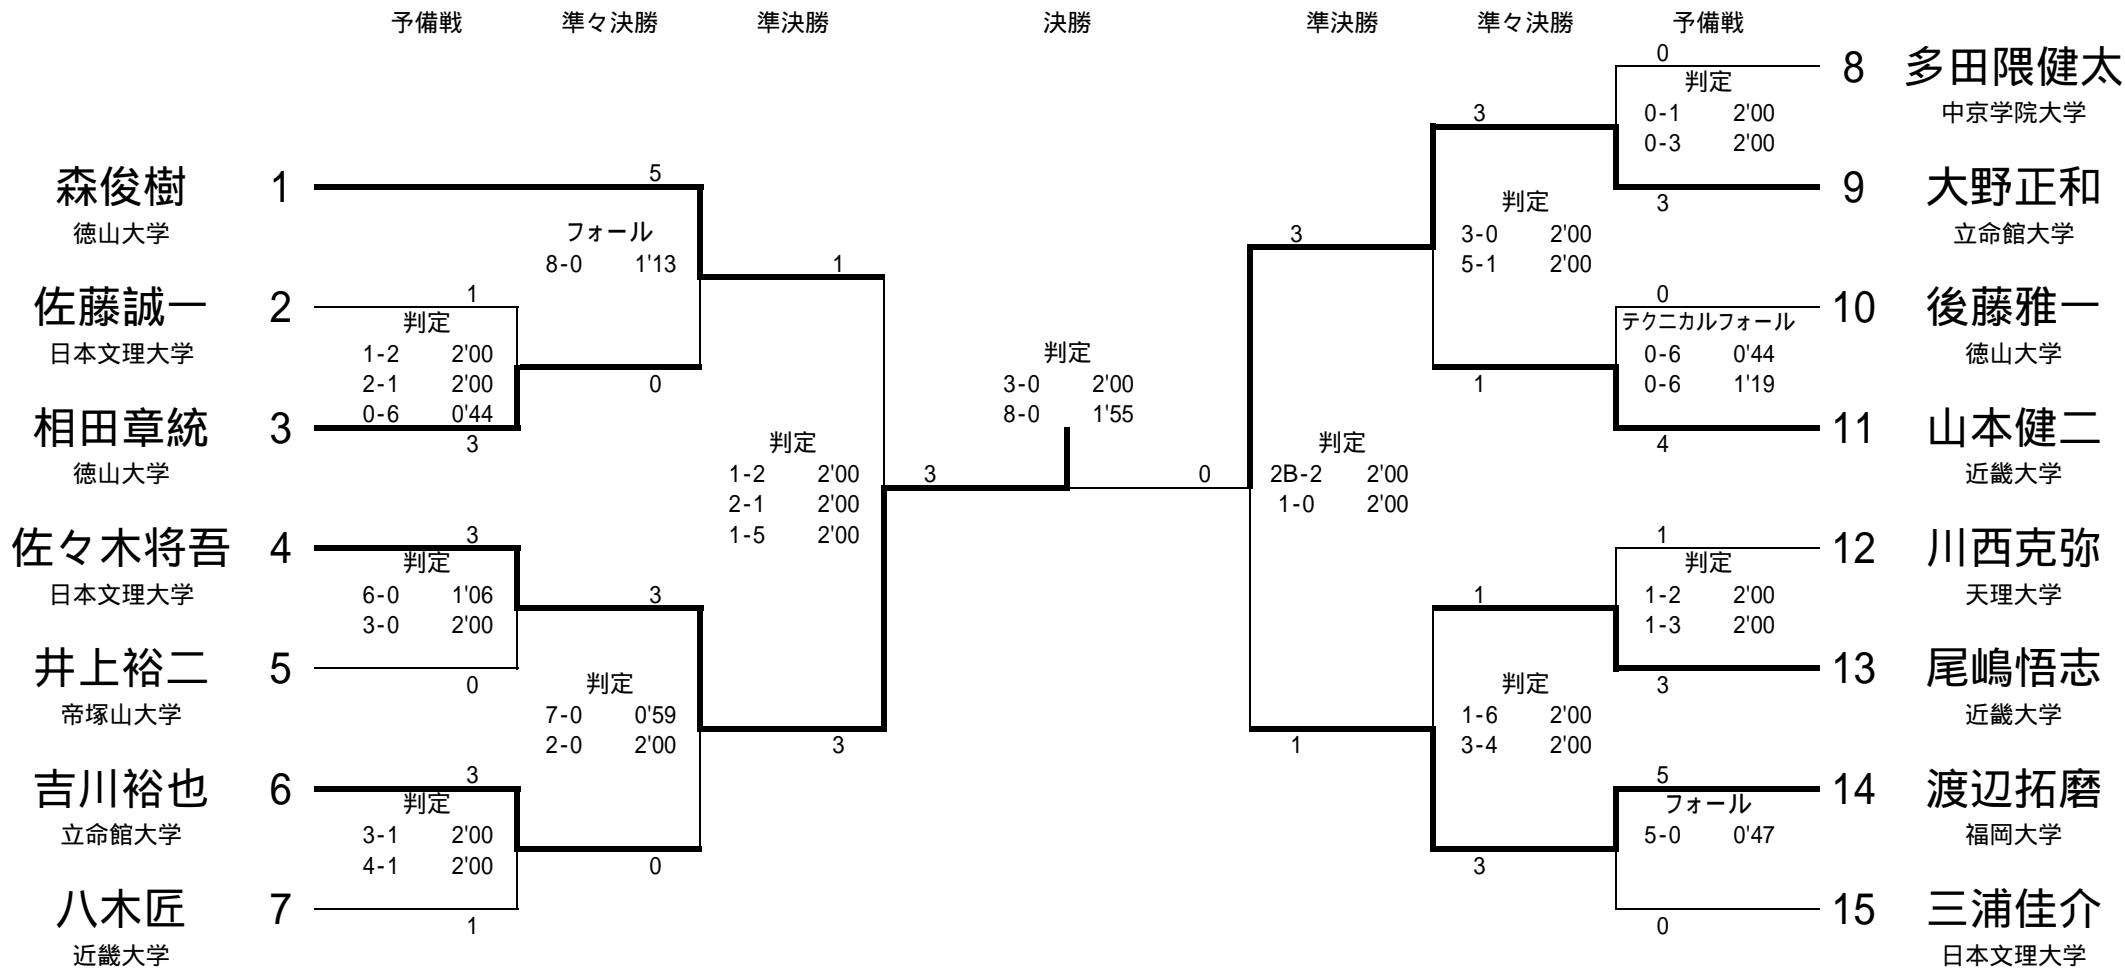 予備戦 準々決勝 準決勝 決勝 準決勝 準々決勝 予備戦
森俊樹 1
徳山大学
佐藤誠一 2
日本文理大学
相田章統 3
徳山大学
佐々木将吾 4
日本文理大学
井上裕二 5
帝塚山大学
吉川裕也 6
立命館大学
八木匠 7
近畿大学
1
判定
1-2 2'00
2-1 2'00
0-6 0'44
3
3
判定
6-0 1'06
3-0 2'00
0
3
判定
3-1 2'00
4-1 2'00
1
5
フォール
8-0 1'13
0
3
判定
7-0 0'59
2-0 2'00
0
1
判定
1-2 2'00
2-1 2'00
1-5 2'00
3
判定
3-0 2'00
8-0 1'55
3 0
3
判定
2B-2 2'00
1-0 2'00
1
3
判定
3-0 2'00
5-1 2'00
1
1
判定
1-6 2'00
3-4 2'00
3
0
判定
0-1 2'00
0-3 2'00
3
0
テクニカルフォール
0-6 0'44
0-6 1'19
4
1
判定
1-2 2'00
1-3 2'00
3
5
フォール
5-0 0'47
0
8 多田隈健太
中京学院大学
9 大野正和
立命館大学
10 後藤雅一
徳山大学
11 山本健二
近畿大学
12 川西克弥
天理大学
13 尾嶋悟志
近畿大学
14 渡辺拓磨
福岡大学
15 三浦佳介
日本文理大学